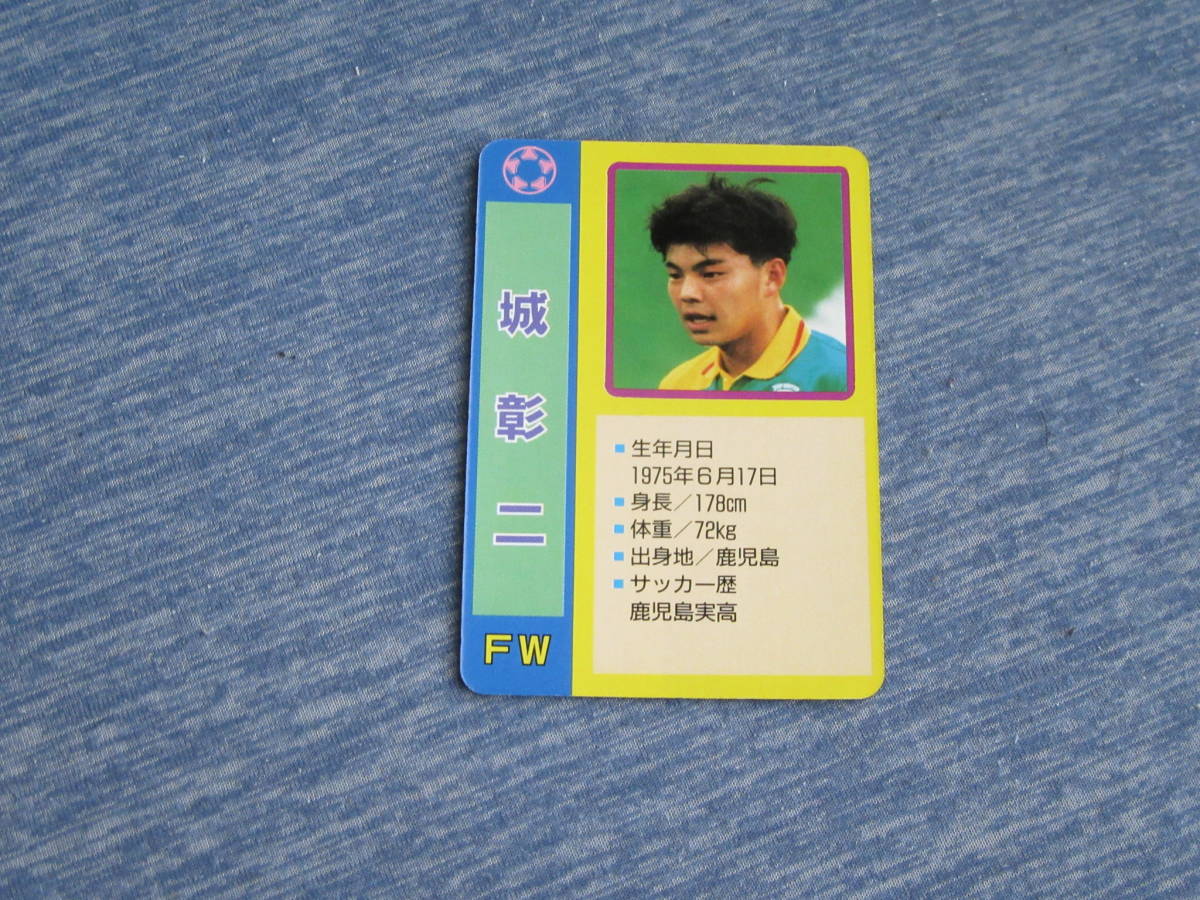 城彰二
FW
■生年月日
1975年6月17日
■身長／178cm
■体重／72kg
■出身地／鹿児島
■サッカー歴
鹿児島実高